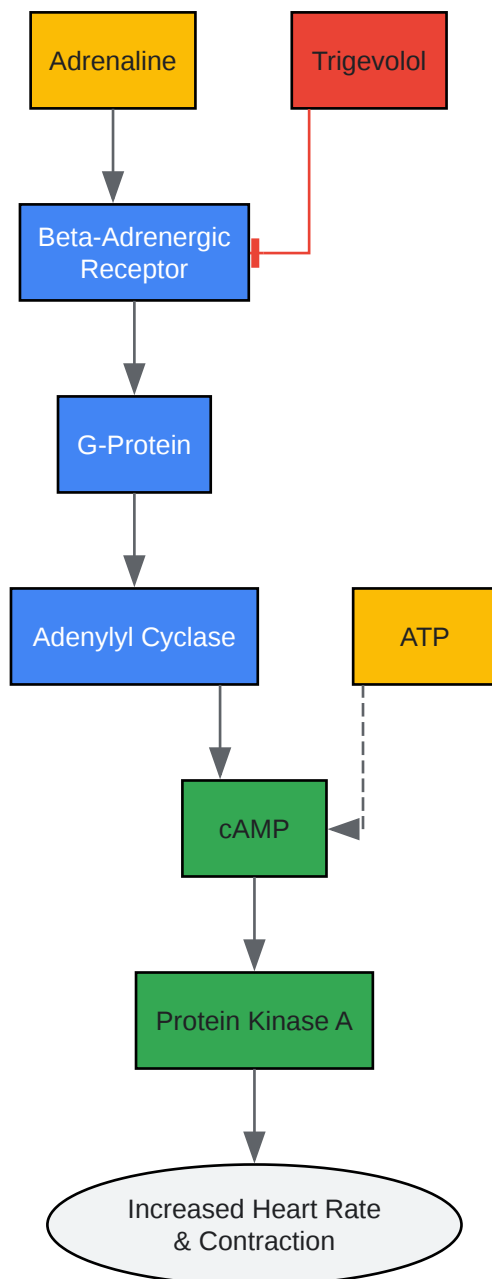 Adrenaline
Trigevolol
Beta-Adrenergic
Receptor
G-Protein
Adenylyl Cyclase
ATP
cAMP
Protein Kinase A
Increased Heart Rate
& Contraction